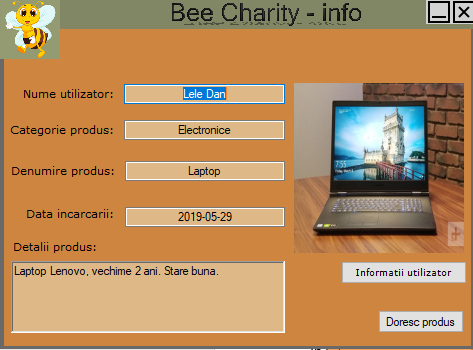 Bee Charity - info
Nume utilizator: Lele Dan
Categorie produs: Electronice
Denumire produs: Laptop
Data incarcarii: 2019-05-29
Detalii produs:
Laptop Lenovo, vechime 2 ani. Stare buna.
Informatii utilizator
Doresc produs